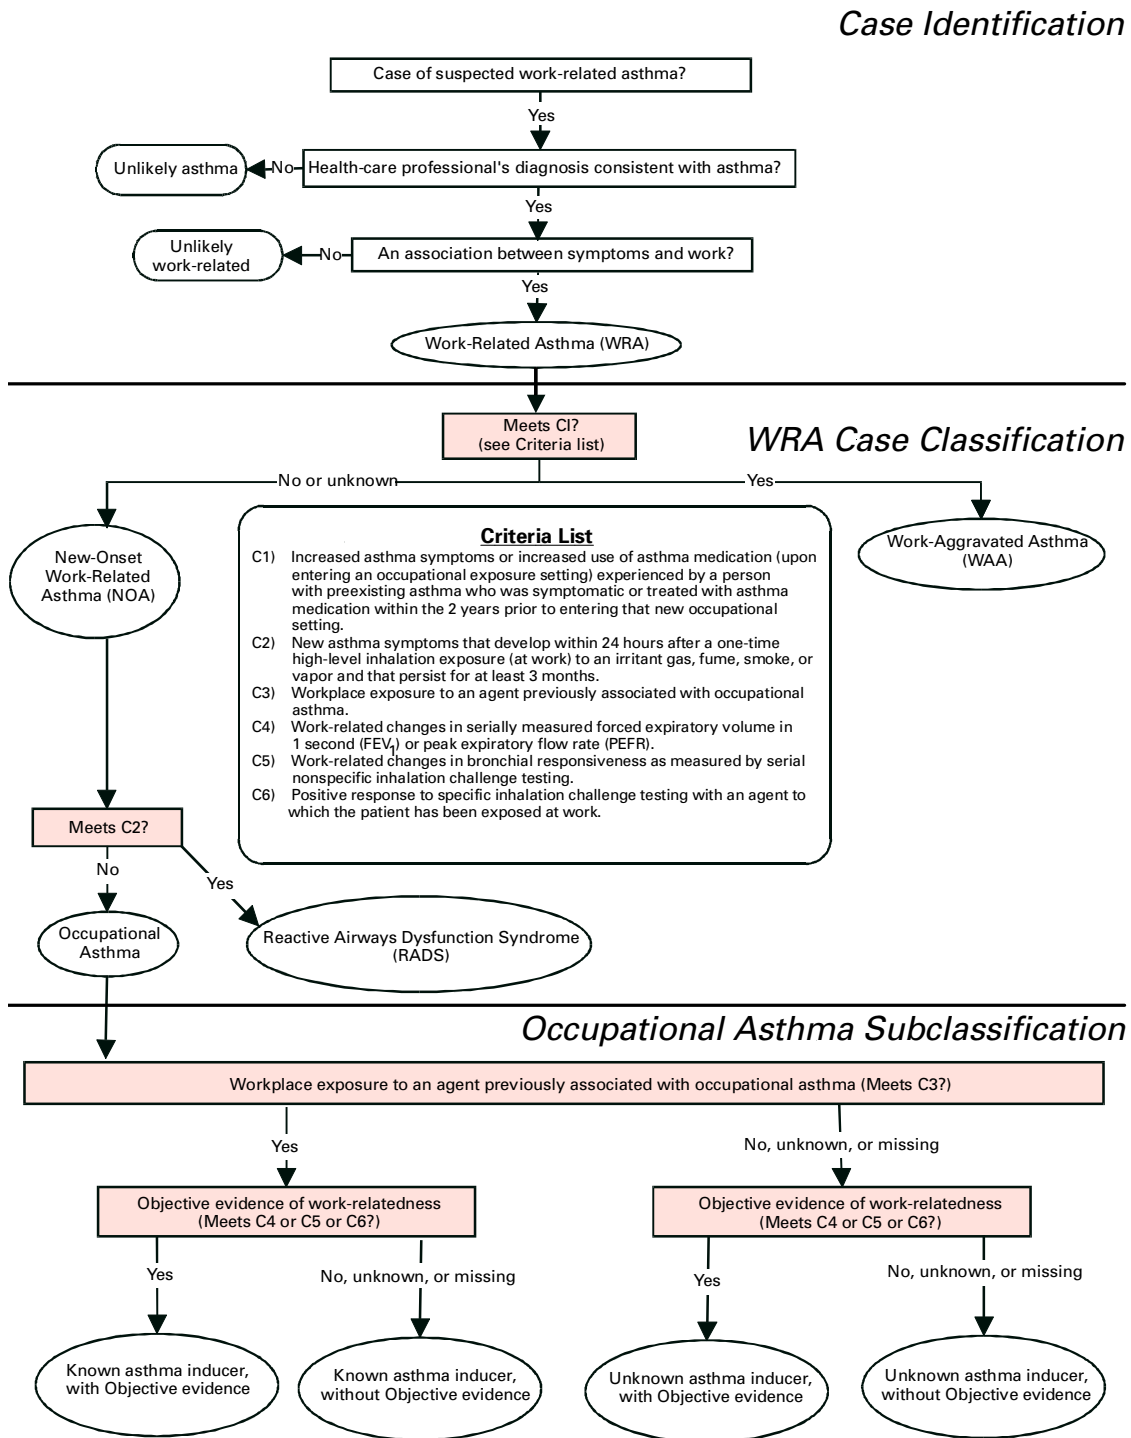 Case Identification
Case of suspected work-related asthma?
Yes
Health-care professional's diagnosis consistent with asthma?
No
Unlikely asthma
Yes
An association between symptoms and work?
No
Unlikely
work-related
Yes
Work-Related Asthma (WRA)
WRA Case Classification
Meets CI?
(see Criteria list)
No or unknown
Yes
New-Onset
Work-Related
Asthma (NOA)
Work-Aggravated Asthma
(WAA)
Criteria List
C1) Increased asthma symptoms or increased use of asthma medication (upon
entering an occupational exposure setting) experienced by a person
with preexisting asthma who was symptomatic or treated with asthma
medication within the 2 years prior to entering that new occupational
setting.
C2) New asthma symptoms that develop within 24 hours after a one-time
high-level inhalation exposure (at work) to an irritant gas, fume, smoke, or
vapor and that persist for at least 3 months.
C3) Workplace exposure to an agent previously associated with occupational
asthma.
C4) Work-related changes in serially measured forced expiratory volume in
1 second (FEV1) or peak expiratory flow rate (PEFR).
C5) Work-related changes in bronchial responsiveness as measured by serial
nonspecific inhalation challenge testing.
C6) Positive response to specific inhalation challenge testing with an agent to
which the patient has been exposed at work.
Meets C2?
No
Yes
Occupational
Asthma
Reactive Airways Dysfunction Syndrome
(RADS)
Occupational Asthma Subclassification
Workplace exposure to an agent previously associated with occupational asthma (Meets C3?)
Yes
No, unknown, or missing
Objective evidence of work-relatedness
(Meets C4 or C5 or C6?)
Objective evidence of work-relatedness
(Meets C4 or C5 or C6?)
Yes
No, unknown, or missing
Yes
No, unknown, or missing
Known asthma inducer,
with Objective evidence
Known asthma inducer,
without Objective evidence
Unknown asthma inducer,
with Objective evidence
Unknown asthma inducer,
without Objective evidence